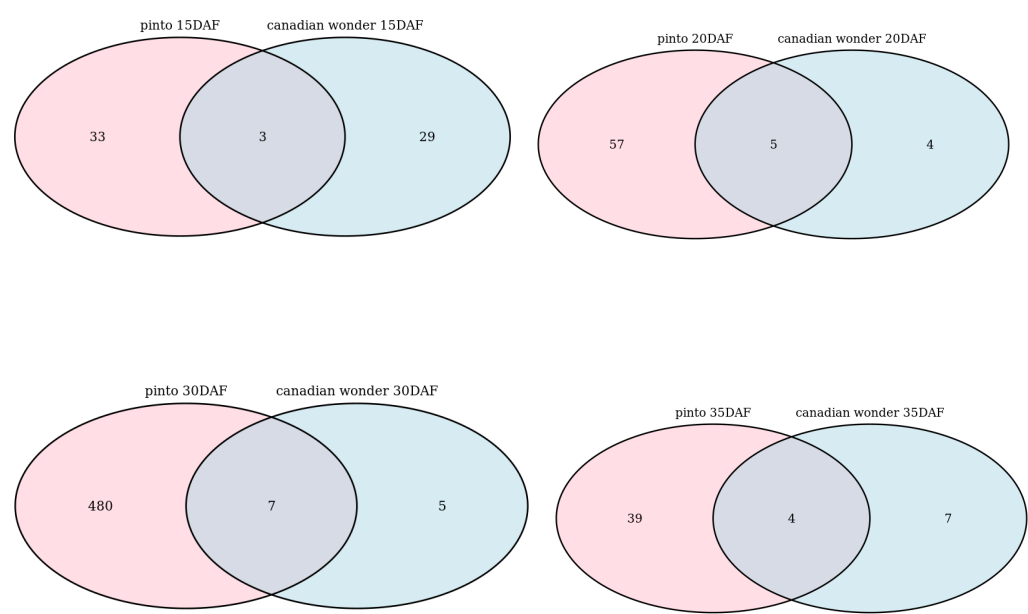 pinto 15DAF
canadian wonder 15DAF
33
3
29
pinto 20DAF
canadian wonder 20DAF
57
5
4
pinto 30DAF
canadian wonder 30DAF
480
7
5
pinto 35DAF
canadian wonder 35DAF
39
4
7